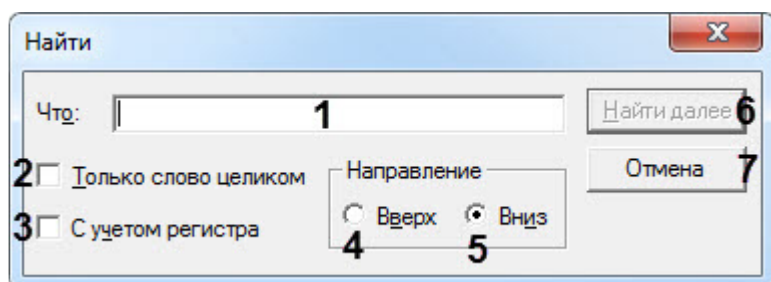 Найти
Что: 1 Найти далее 6
2 Только слово целиком Направление Отмена 7
3 С учетом регистра Вверх Вниз
4 5